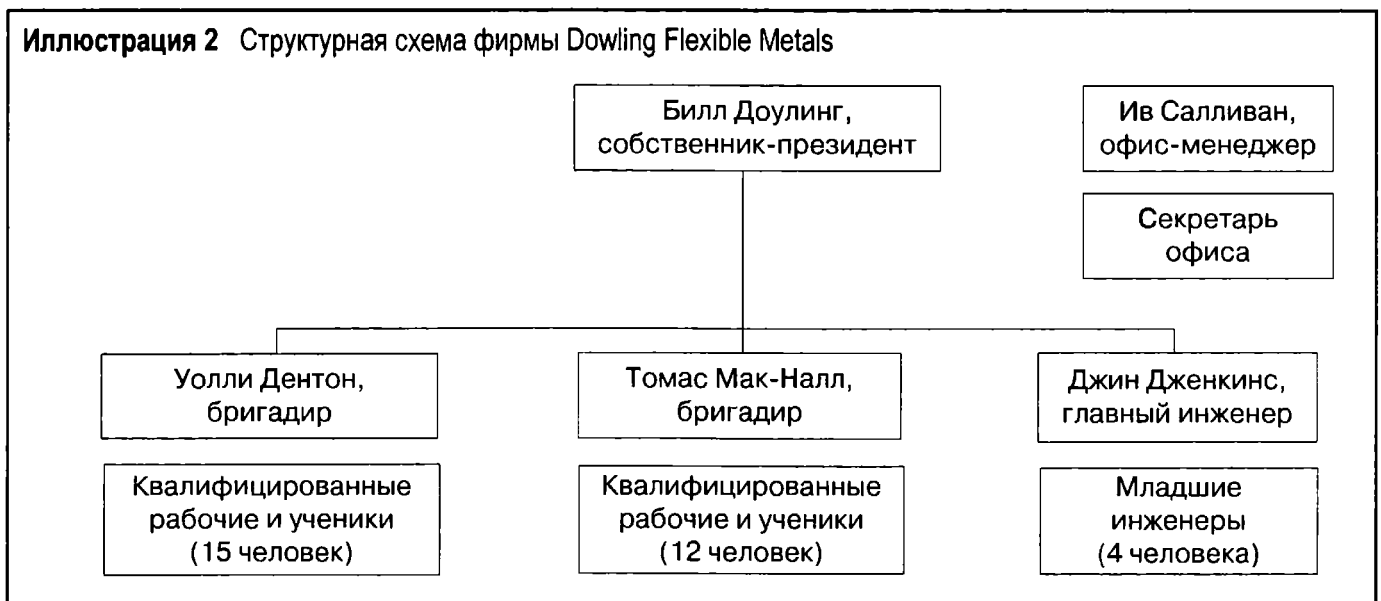 Иллюстрация 2 Структурная схема фирмы Dowling Flexible Metals
Билл Доулинг,
собственник-президент
Ив Салливан,
офис-менеджер
Секретарь
офиса
Уолли Дентон,
бригадир
Томас Мак-Налл,
бригадир
Джин Дженкинс,
главный инженер
Квалифицированные
рабочие и ученики
(15 человек)
Квалифицированные
рабочие и ученики
(12 человек)
Младшие
инженеры
(4 человека)